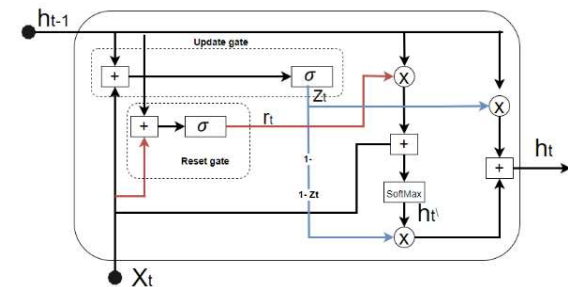 ht-1
Update gate
+
σ
X
Zt
X
+
σ
rt
Reset gate
+
ht
+
1-
1- Zt
SoftMax
ht\
X
Xt